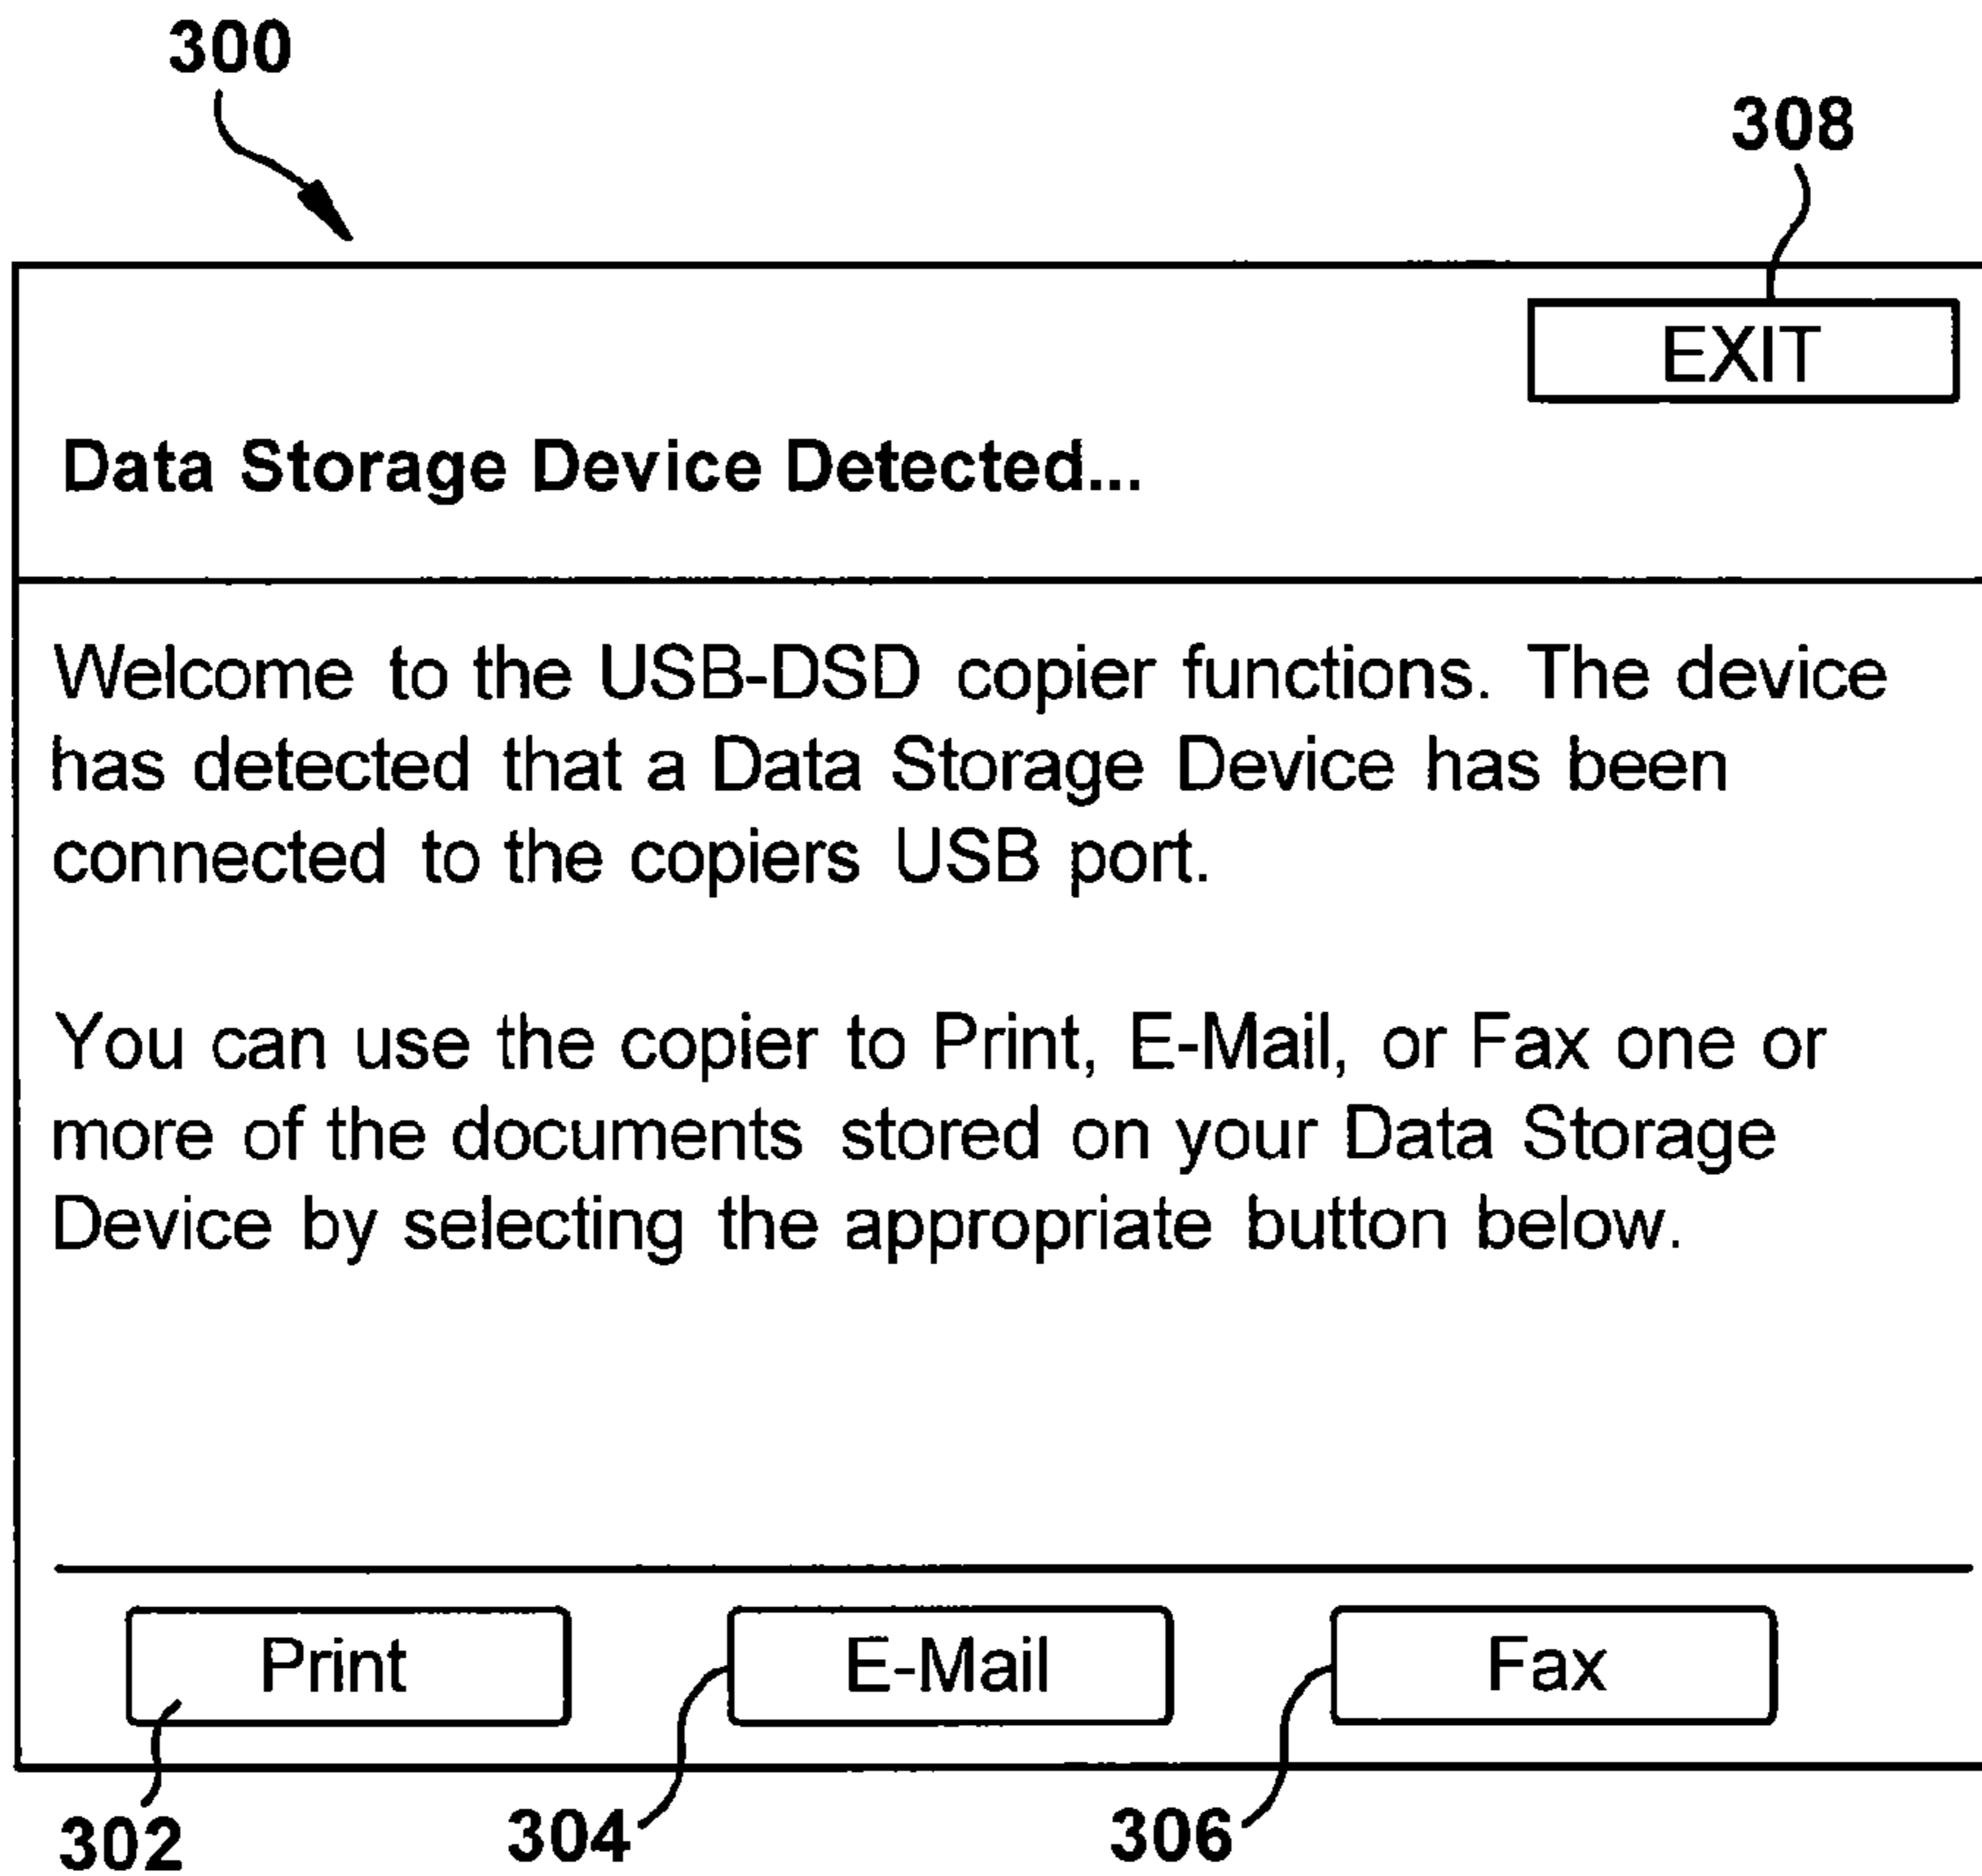 300
308
EXIT
Data Storage Device Detected...
Welcome to the USB-DSD copier functions. The device
has detected that a Data Storage Device has been
connected to the copiers USB port.
You can use the copier to Print, E-Mail, or Fax one or
more of the documents stored on your Data Storage
Device by selecting the appropriate button below.
Print E-Mail Fax
302 304 306